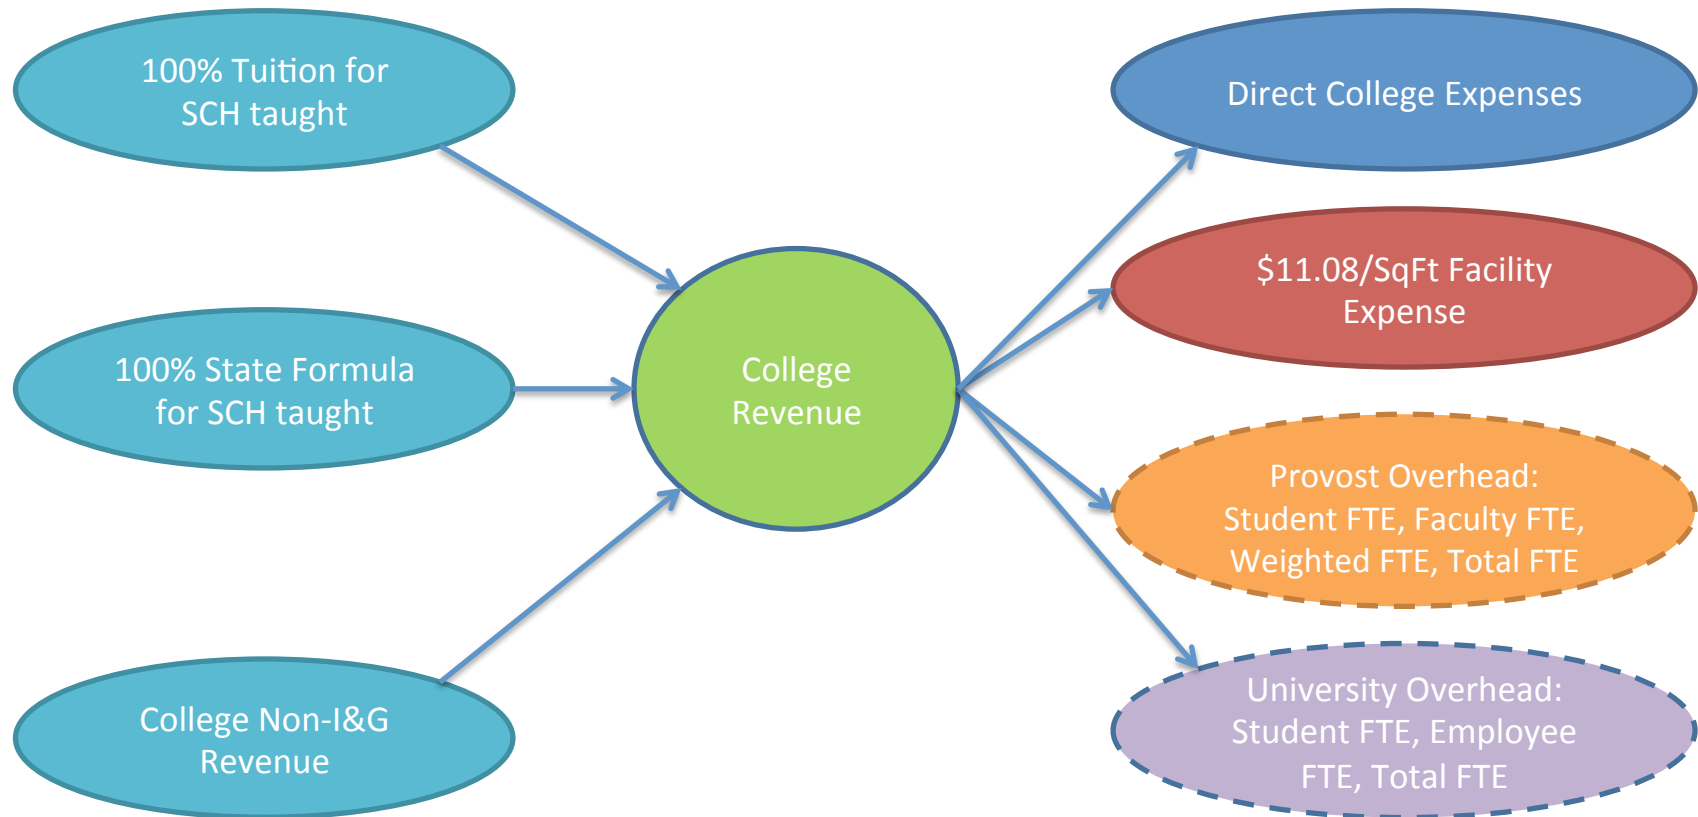 100% Tuition for
SCH taught
100% State Formula
for SCH taught
College Non-I&G
Revenue
College
Revenue
Direct College Expenses
$11.08/SqFt Facility
Expense
Provost Overhead:
Student FTE, Faculty FTE,
Weighted FTE, Total FTE
University Overhead:
Student FTE, Employee
FTE, Total FTE